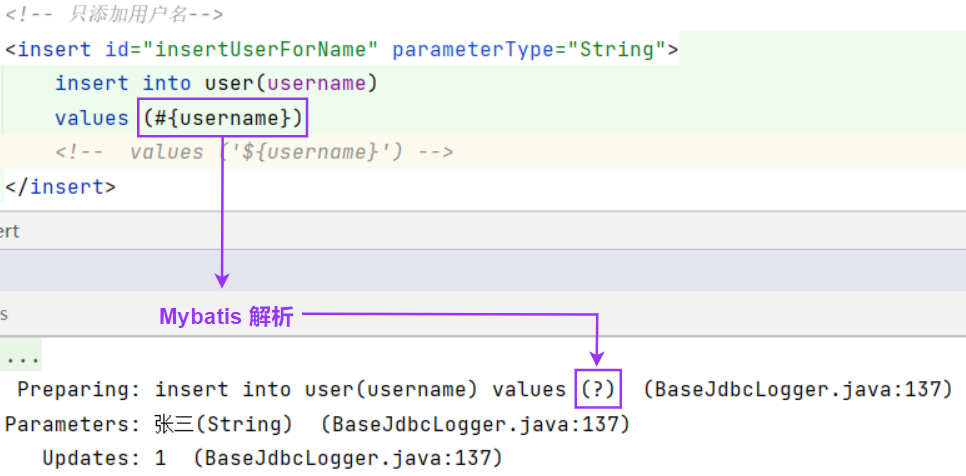 <!-- 只添加用户名-->
<insert id="insertUserForName" parameterType="String">
insert into user(username)
values (#{username})
<!--  values ('${username}') -->
</insert>
ert
s
Mybatis 解析
...
Preparing: insert into user(username) values (?)  (BaseJdbcLogger.java:137)
Parameters: 张三(String)  (BaseJdbcLogger.java:137)
Updates: 1  (BaseJdbcLogger.java:137)